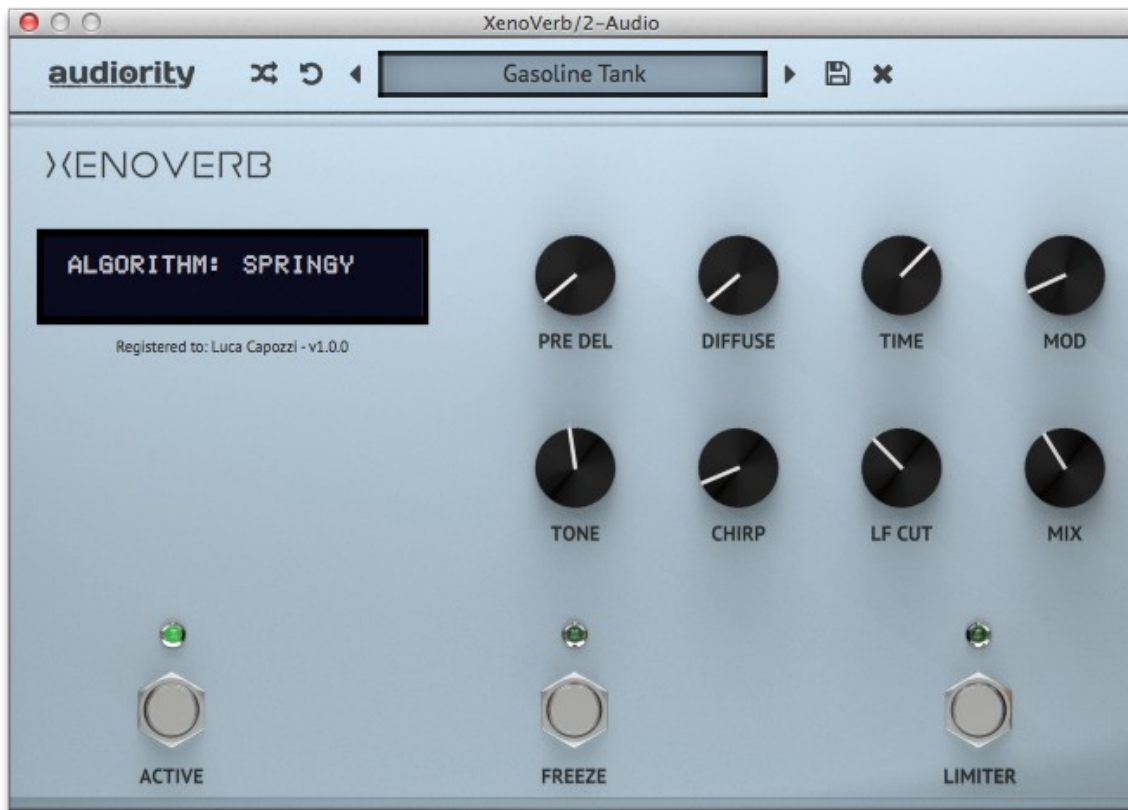 XenoVerb/2-Audio
audiority
Gasoline Tank
XENOVERB
ALGORITHM: SPRINGY
Registered to: Luca Capozzi - v1.0.0
PRE DEL DIFFUSE TIME MOD
TONE CHIRP LF CUT MIX
ACTIVE FREEZE LIMITER